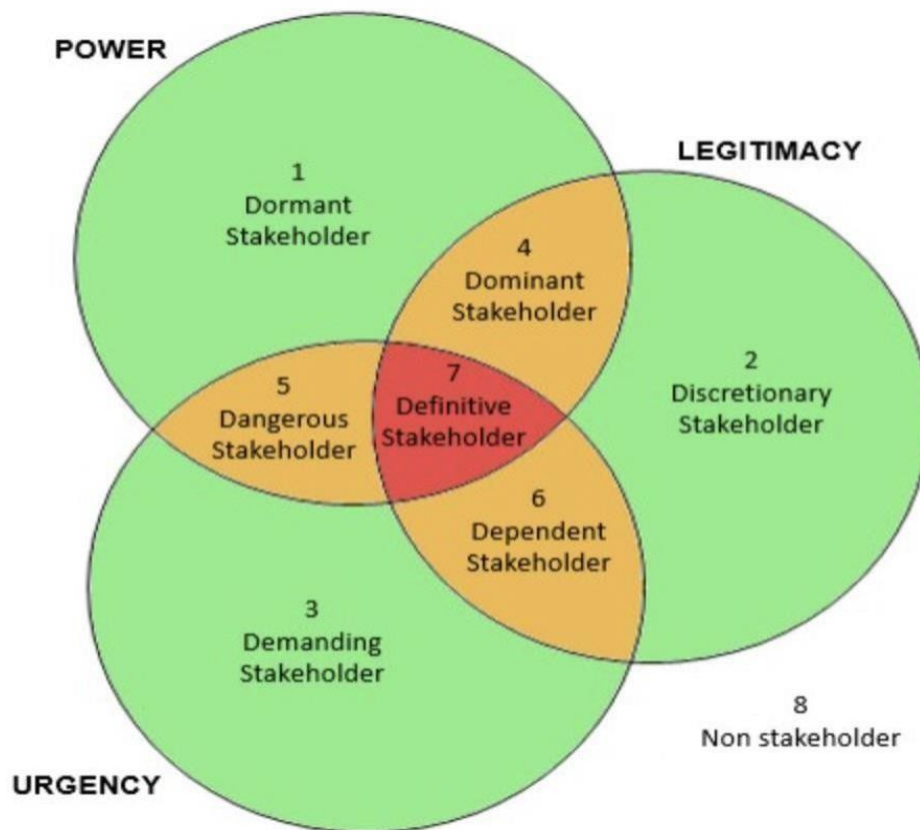 POWER
LEGITIMACY
1
Dormant
Stakeholder
4
Dominant
Stakeholder
2
Discretionary
Stakeholder
5
Dangerous
Stakeholder
7
Definitive
Stakeholder
6
Dependent
Stakeholder
3
Demanding
Stakeholder
8
Non stakeholder
URGENCY